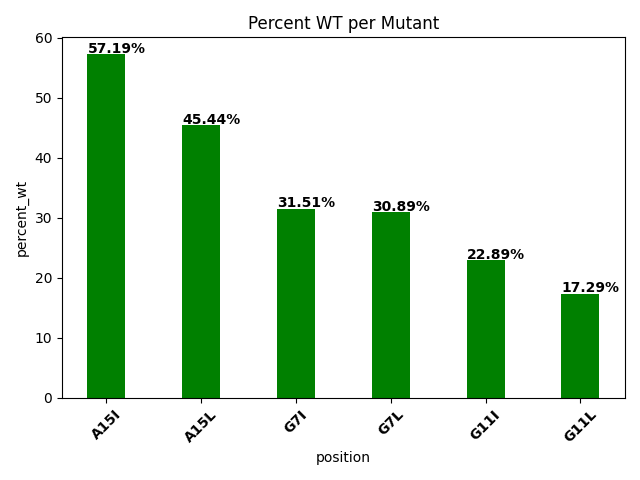 Percent WT per Mutant
percent_wt
60
50
40
30
20
10
0
57.19%
45.44%
31.51%
30.89%
22.89%
17.29%
A15I
A15L
G7I
G7L
G11I
G11L
position